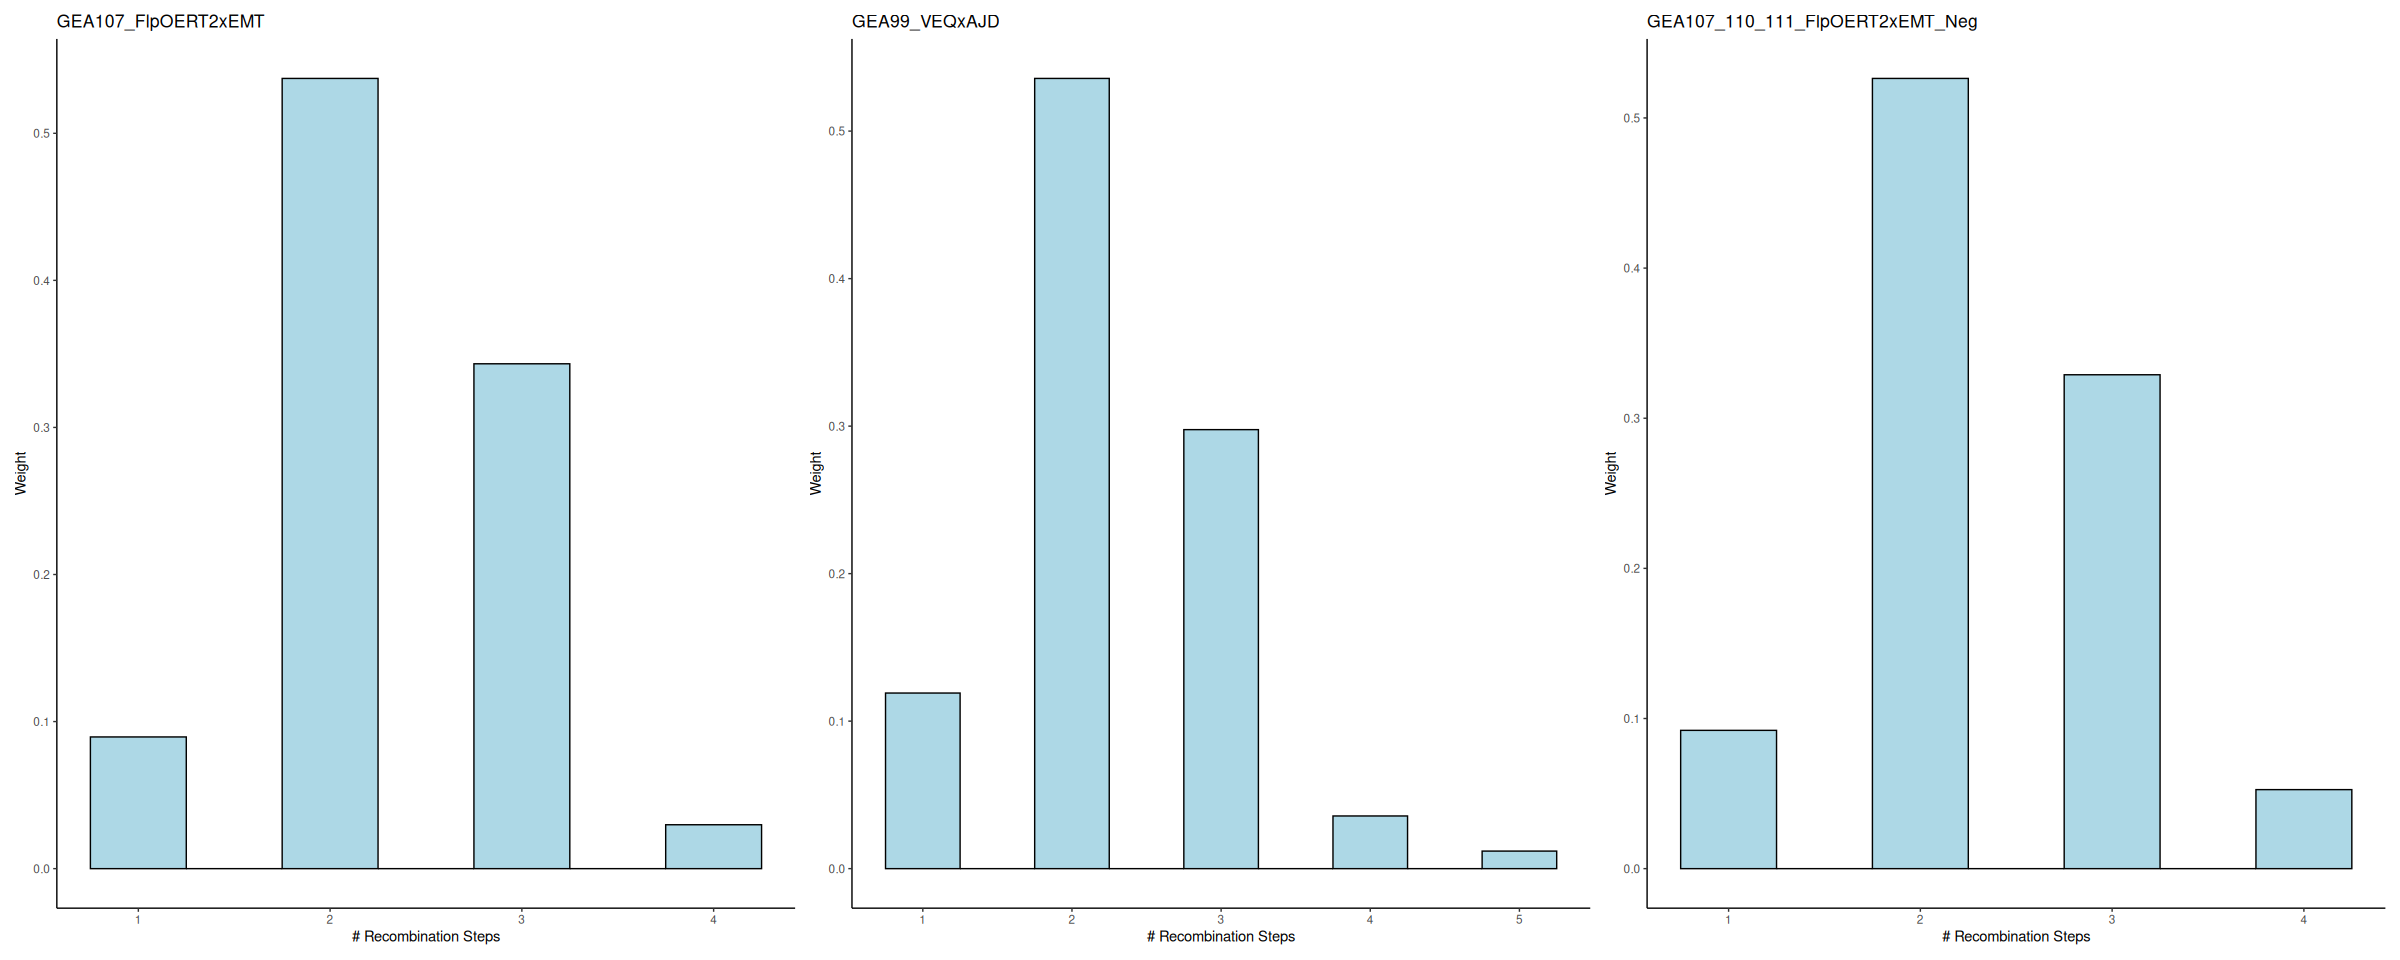 GEA107_FlpOERT2xEMT
0.5
0.4
0.3
0.2
0.1
0.0
Weight
1 2 3 4
# Recombination Steps
GEA99_VEQxAJD
0.5
0.4
0.3
0.2
0.1
0.0
Weight
1 2 3 4 5
# Recombination Steps
GEA107_110_111_FlpOERT2xEMT_Neg
0.5
0.4
0.3
0.2
0.1
0.0
Weight
1 2 3 4
# Recombination Steps